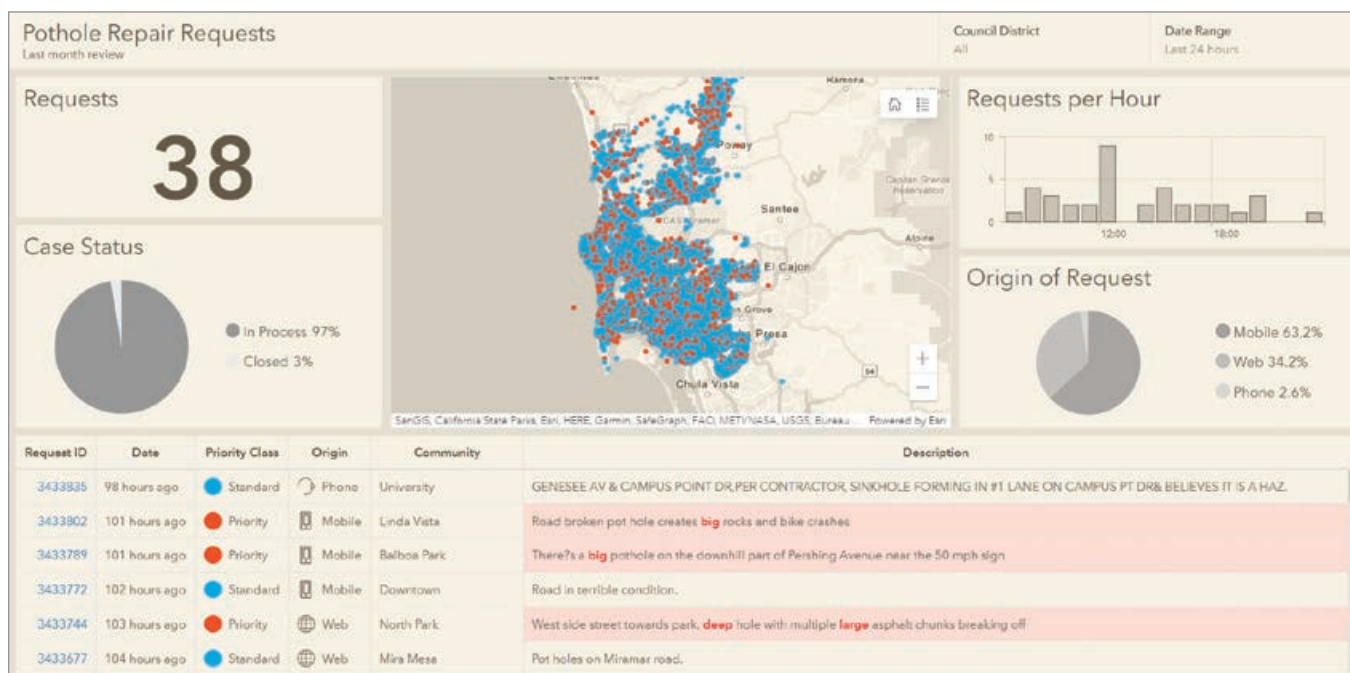 Pothole Repair Requests
Last month review
Council District
All
Date Range
Last 24 hours
Requests
38
Case Status
In Process 97%
Closed 3%
Ramona
Poway
Capitan Grande
Reservation
Santee
Alpine
El Cajon
Grove
Presa
Chula Vista
94
SanGIS, California State Parks, Esri, HERE, Garmin, SafeGraph, FAO, METI/NASA, USGS, Bureau ... Powered by Esri
Requests per Hour
10
5
0
12:00
18:00
Origin of Request
Mobile 63.2%
Web 34.2%
Phone 2.6%
Request ID Date Priority Class Origin Community Description
3433835 98 hours ago Standard Phone University GENESEE AV & CAMPUS POINT DR,PER CONTRACTOR, SINKHOLE FORMING IN #1 LANE ON CAMPUS PT DR& BELIEVES IT IS A HAZ.
3433802 101 hours ago Priority Mobile Linda Vista Road broken pot hole creates big rocks and bike crashes
3433789 101 hours ago Priority Mobile Balboa Park There?s a big pothole on the downhill part of Pershing Avenue near the 50 mph sign
3433772 102 hours ago Standard Mobile Downtown Road in terrible condition.
3433744 103 hours ago Priority Web North Park West side street towards park, deep hole with multiple large asphalt chunks breaking off
3433677 104 hours ago Standard Web Mira Mesa Pot holes on Miramar road.